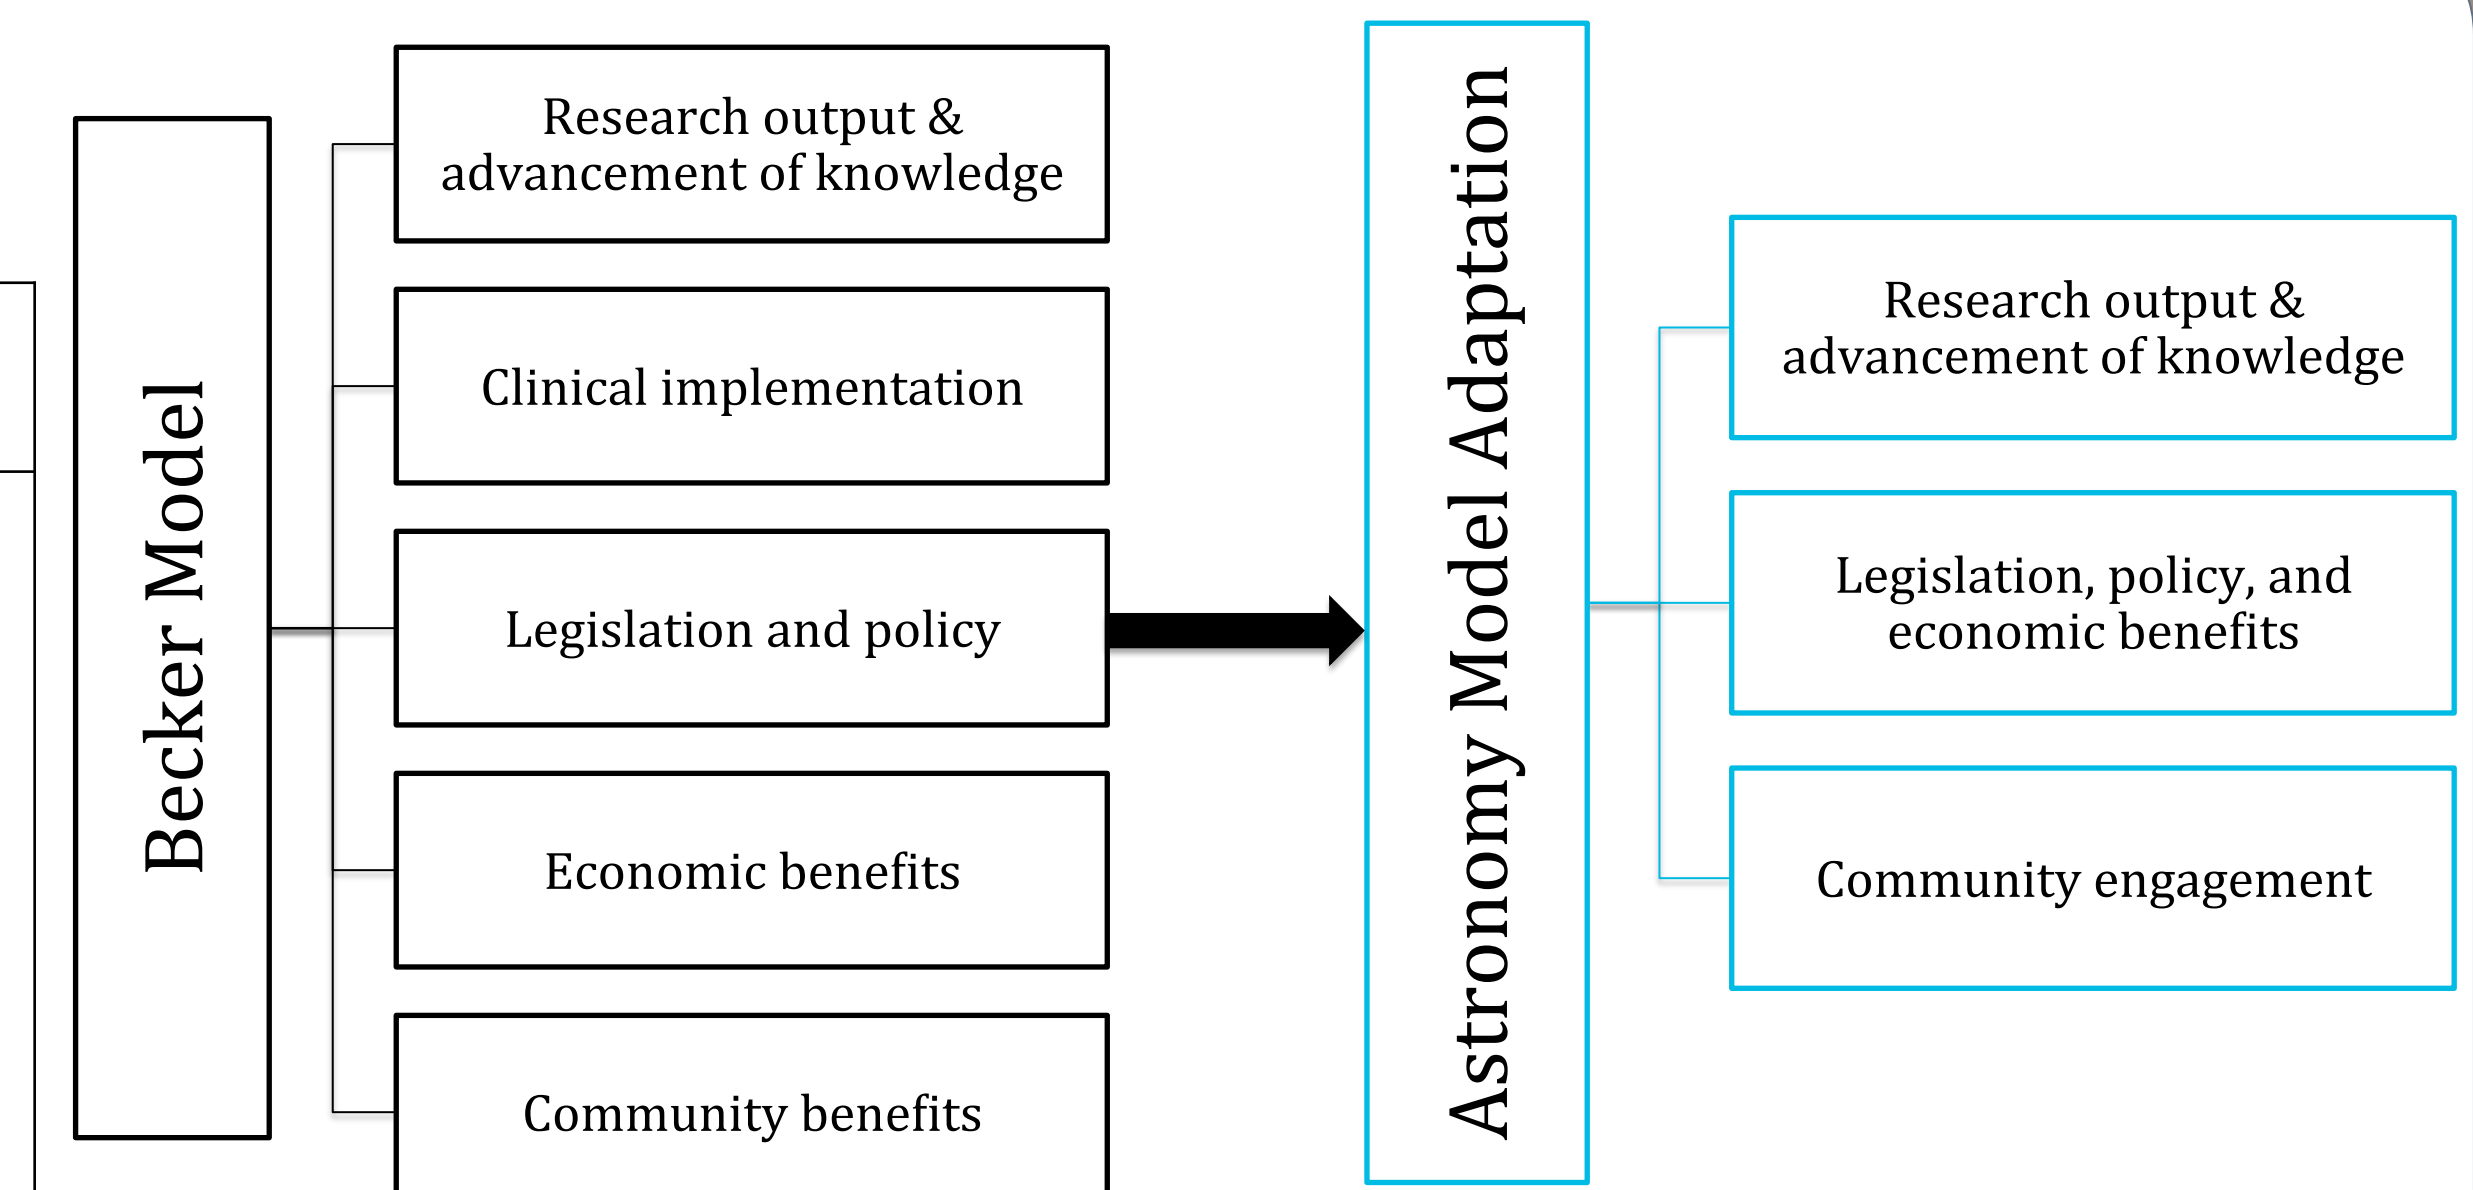 Becker Model
Research output &
advancement of knowledge
Clinical implementation
Legislation and policy
Economic benefits
Community benefits
Astronomy Model Adaptation
Research output &
advancement of knowledge
Legislation, policy, and
economic benefits
Community engagement